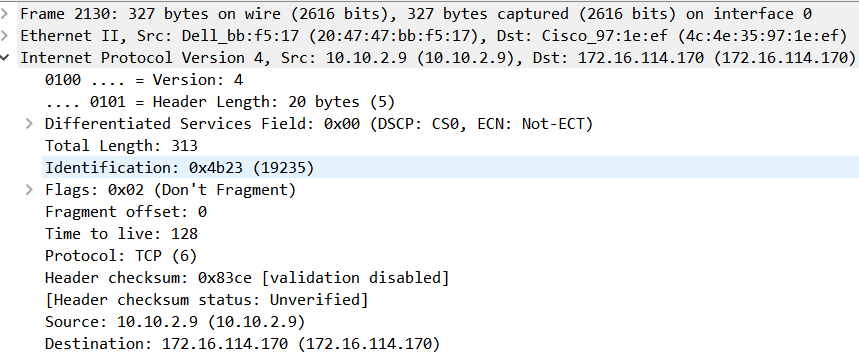 Frame 2130: 327 bytes on wire (2616 bits), 327 bytes captured (2616 bits) on interface 0
Ethernet II, Src: Dell_bb:f5:17 (20:47:47:bb:f5:17), Dst: Cisco_97:1e:ef (4c:4e:35:97:1e:ef)
Internet Protocol Version 4, Src: 10.10.2.9 (10.10.2.9), Dst: 172.16.114.170 (172.16.114.170)
0100 .... = Version: 4
.... 0101 = Header Length: 20 bytes (5)
Differentiated Services Field: 0x00 (DSCP: CS0, ECN: Not-ECT)
Total Length: 313
Identification: 0x4b23 (19235)
Flags: 0x02 (Don't Fragment)
Fragment offset: 0
Time to live: 128
Protocol: TCP (6)
Header checksum: 0x83ce [validation disabled]
[Header checksum status: Unverified]
Source: 10.10.2.9 (10.10.2.9)
Destination: 172.16.114.170 (172.16.114.170)